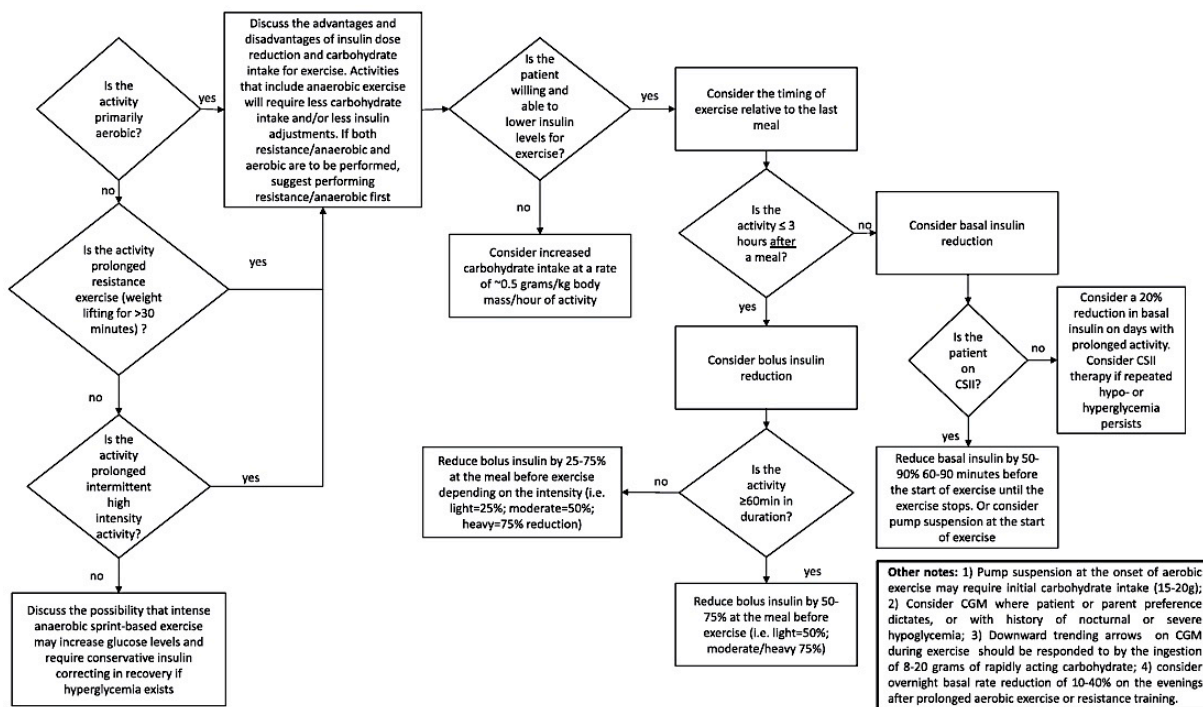 Is the
activity
primarily
aerobic?
yes
no
Discuss the advantages and
disadvantages of insulin dose
reduction and carbohydrate
intake for exercise. Activities
that include anaerobic exercise
will require less carbohydrate
intake and/or less insulin
adjustments. If both
resistance/anaerobic and
aerobic are to be performed,
suggest performing
resistance/anaerobic first
Is the
patient
willing and
able to
lower insulin
levels for
exercise?
yes
no
Consider the timing of
exercise relative to the last
meal
Is the activity
prolonged
resistance
exercise (weight
lifting for >30
minutes) ?
yes
no
Consider increased
carbohydrate intake at a rate
of ~0.5 grams/kg body
mass/hour of activity
Is the
activity ≤ 3
hours after
a meal?
no
yes
Consider basal insulin
reduction
Consider bolus insulin
reduction
Is the
patient
on
CSII?
no
yes
Consider a 20%
reduction in basal
insulin on days with
prolonged activity.
Consider CSII
therapy if repeated
hypo- or
hyperglycemia
persists
Is the
activity
prolonged
intermittent
high
intensity
activity?
yes
no
Reduce bolus insulin by 25-75%
at the meal before exercise
depending on the intensity (i.e.
light=25%; moderate=50%;
heavy=75% reduction)
no
Is the
activity
≥60min in
duration?
yes
Reduce basal insulin by 50-
90% 60-90 minutes before
the start of exercise until the
exercise stops. Or consider
pump suspension at the start
of exercise
Discuss the possibility that intense
anaerobic sprint-based exercise
may increase glucose levels and
require conservative insulin
correcting in recovery if
hyperglycemia exists
Reduce bolus insulin by 50-
75% at the meal before
exercise (i.e. light=50%;
moderate/heavy 75%)
Other notes: 1) Pump suspension at the onset of aerobic
exercise may require initial carbohydrate intake (15-20g);
2) Consider CGM where patient or parent preference
dictates, or with history of nocturnal or severe
hypoglycemia; 3) Downward trending arrows on CGM
during exercise should be responded to by the ingestion
of 8-20 grams of rapidly acting carbohydrate; 4) consider
overnight basal rate reduction of 10-40% on the evenings
after prolonged aerobic exercise or resistance training.